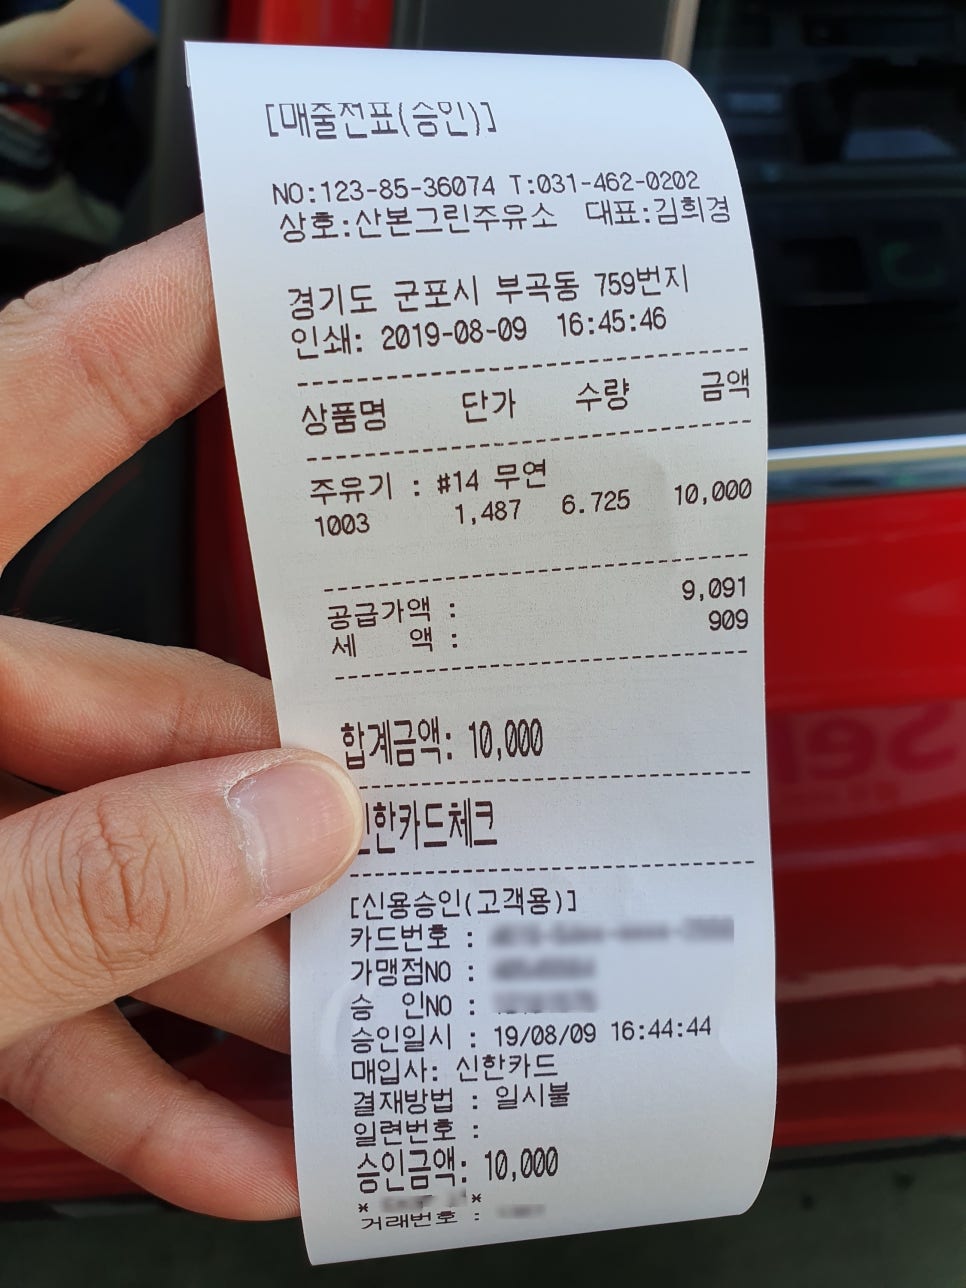 [매출전표(승인)]
NO:123-85-36074 T:031-462-0202
상호:산본그린주유소 대표:김희경
경기도 군포시 부곡동 759번지
인쇄: 2019-08-09 16:45:46
상품명 단가 수량 금액
주유기 : #14 무연
1003 1,487 6.725 10,000
공급가액 : 9,091
세 액 : 909
합계금액: 10,000
신한카드체크
[신용승인(고객용)]
카드번호 :
가맹점NO :
승 인NO :
승인일시 : 19/08/09 16:44:44
매입사: 신한카드
결재방법 : 일시불
일련번호 :
승인금액: 10,000
* *
거래번호 :